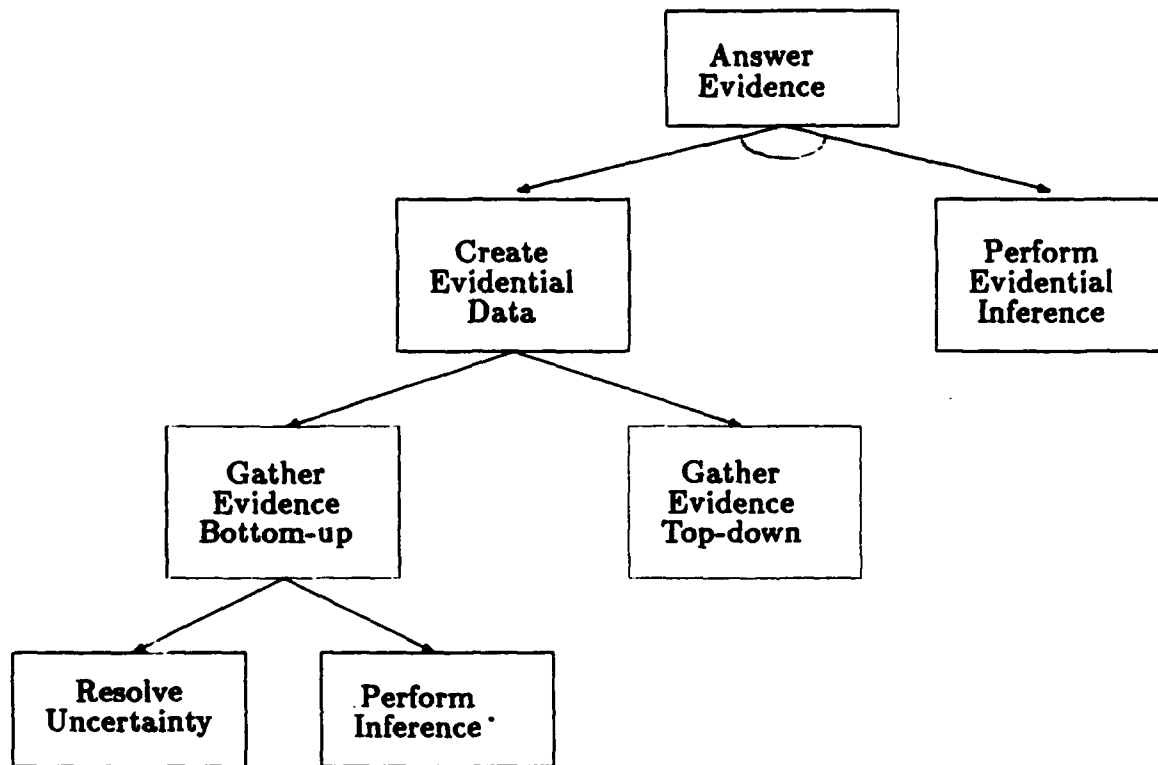 Answer
Evidence
Create
Evidential
Data
Perform
Evidential
Inference
Gather
Evidence
Bottom-up
Gather
Evidence
Top-down
Resolve
Uncertainty
Perform
Inference